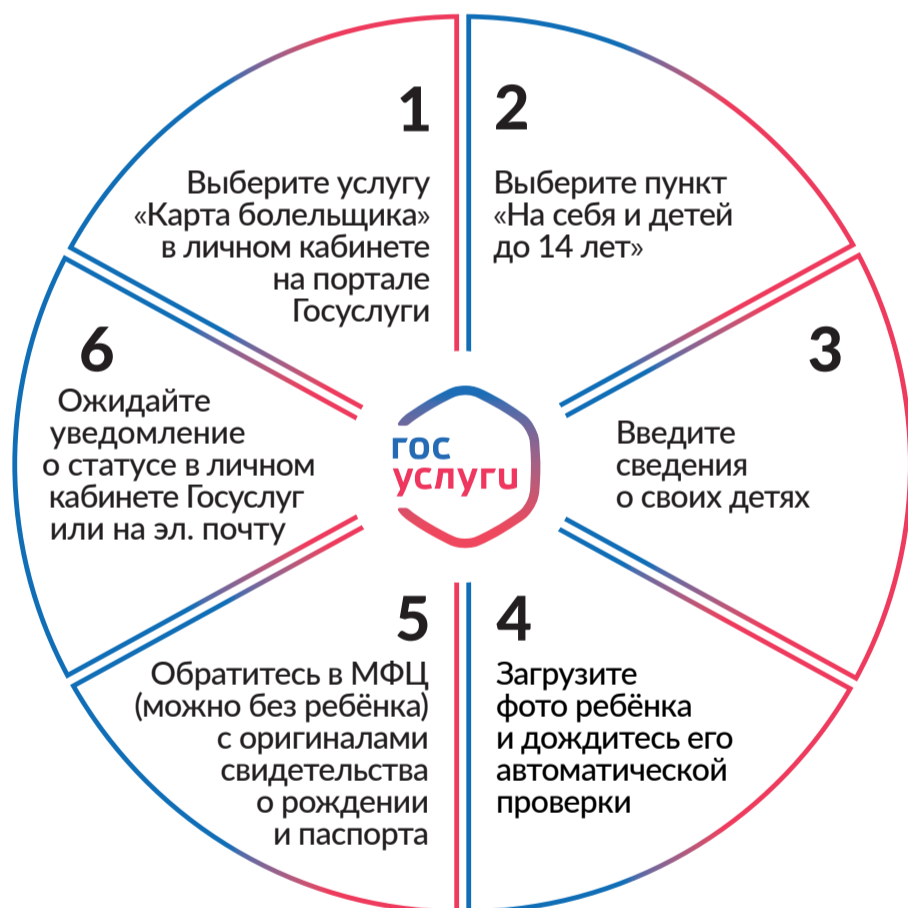 1
Выберите услугу
«Карта болельщика»
в личном кабинете
на портале
Госуслуги
2
Выберите пункт
«На себя и детей
до 14 лет»
3
Введите
сведения
о своих детях
4
Загрузите
фото ребёнка
и дождитесь его
автоматической
проверки
5
Обратитесь в МФЦ
(можно без ребёнка)
с оригиналами
свидетельства
о рождении
и паспорта
6
Ожидайте
уведомление
о статусе в личном
кабинете Госуслуг
или на эл. почту
гос
услуги